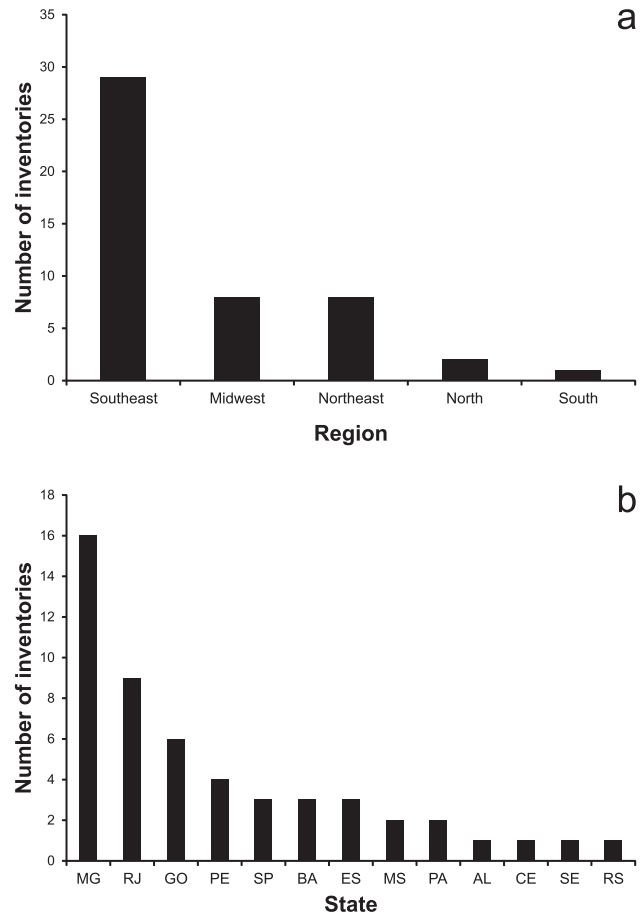 a
35
30
25
20
15
10
5
0
Number of inventories
Southeast Midwest Northeast North South
Region
b
18
16
14
12
10
8
6
4
2
0
Number of inventories
MG RJ GO PE SP BA ES MS PA AL CE SE RS
State